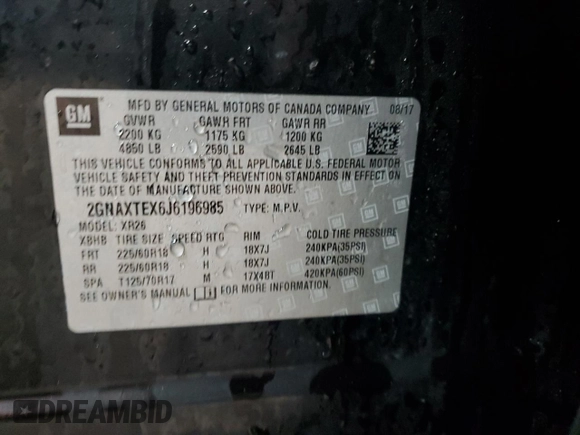 GM
MFD BY GENERAL MOTORS OF CANADA COMPANY 08/17
GVWR GAWR FRT GAWR RR
2200 KG 1175 KG 1200 KG
4850 LB 2590 LB 2645 LB
THIS VEHICLE CONFORMS TO ALL APPLICABLE U.S. FEDERAL MOTOR
VEHICLE SAFETY AND THEFT PREVENTION STANDARDS IN EFFECT ON
THE DATE OF MANUFACTURE SHOWN ABOVE.
2GNAXTEX6J6196985 TYPE: M.P.V.
MODEL: XR26
XBHB TIRE SIZE SPEED RTG RIM COLD TIRE PRESSURE
FRT 225/60R18 H 18X7J 240KPA(35PSI)
RR 225/60R18 H 18X7J 240KPA(35PSI)
SPA T125/70R17 M 17X4BT 420KPA(60PSI)
SEE OWNER'S MANUAL FOR MORE INFORMATION.
DREAMBID